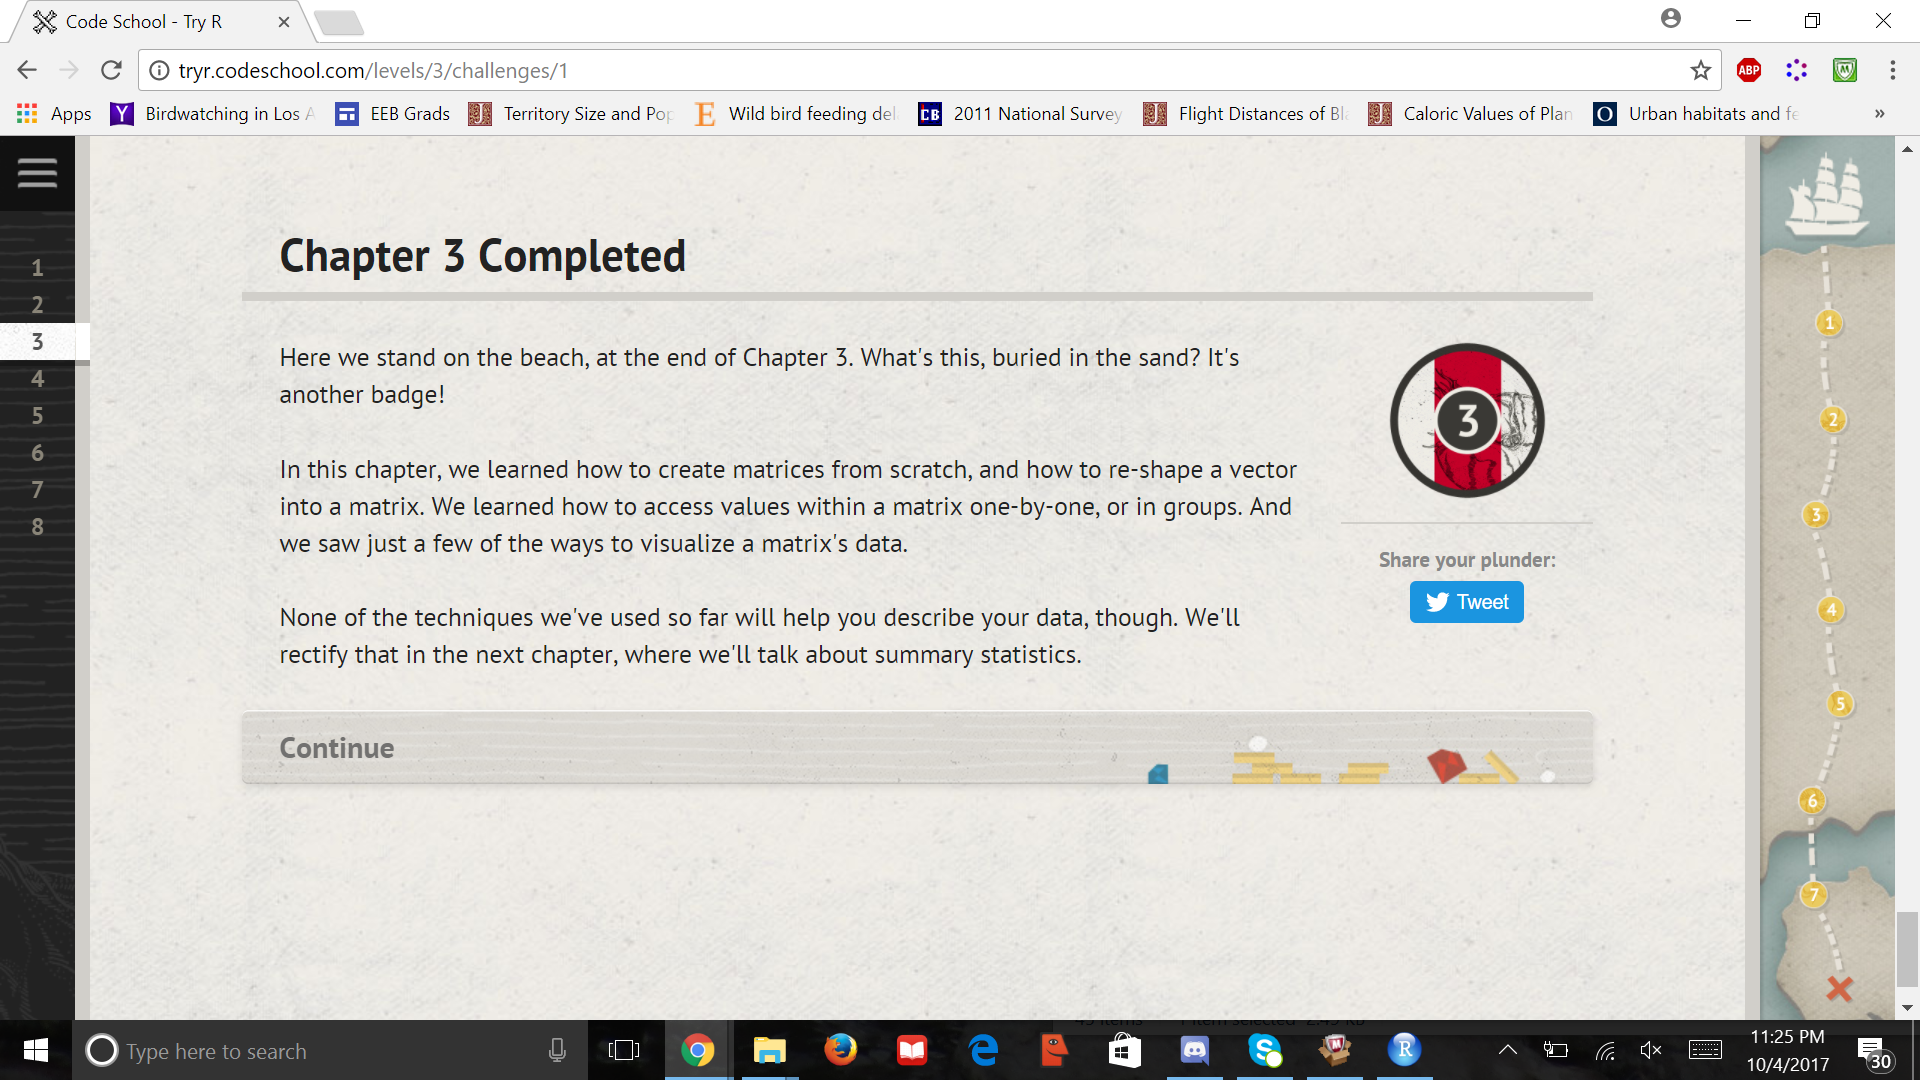 Code School - Try R
tryr.codeschool.com/levels/3/challenges/1
ABP
Apps
Birdwatching in Los A
EEB Grads
Territory Size and Pop
Wild bird feeding del
2011 National Survey
Flight Distances of Bla
Caloric Values of Plan
Urban habitats and fe
»
1
2
3
4
5
6
7
8
Chapter 3 Completed
Here we stand on the beach, at the end of Chapter 3. What's this, buried in the sand? It's
another badge!
In this chapter, we learned how to create matrices from scratch, and how to re-shape a vector
into a matrix. We learned how to access values within a matrix one-by-one, or in groups. And
we saw just a few of the ways to visualize a matrix's data.
None of the techniques we've used so far will help you describe your data, though. We'll
rectify that in the next chapter, where we'll talk about summary statistics.
3
Share your plunder:
Tweet
Continue
1
2
3
4
5
6
7
Type here to search
11:25 PM
10/4/2017
30